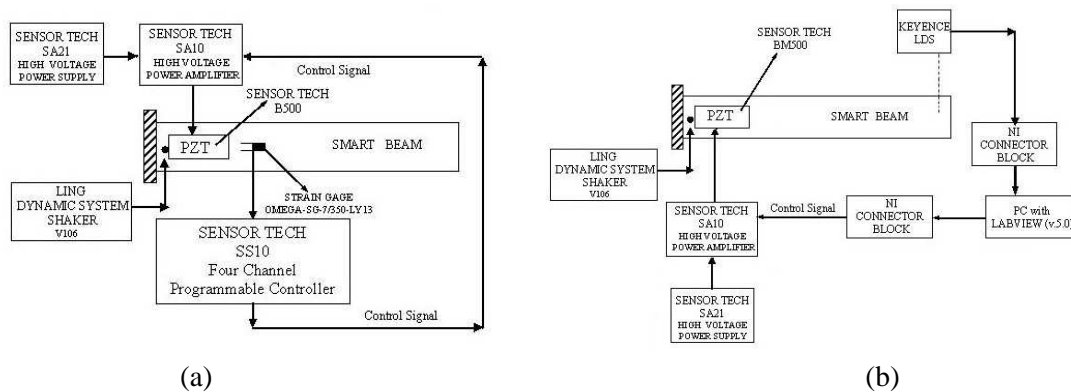 SENSOR TECH
SA21
HIGH VOLTAGE
POWER SUPPLY
SENSOR TECH
SA10
HIGH VOLTAGE
POWER AMPLIFIER
Control Signal
SENSOR TECH
B500
PZT
SMART BEAM
LING
DYNAMIC SYSTEM
SHAKER
V106
STRAIN GAGE
OMEGA-SG-7/350-LY13
SENSOR TECH
SS10
Four Channel
Programmable Controller
Control Signal
(a)
SENSOR TECH
BM500
KEYENCE
LDS
PZT
SMART BEAM
LING
DYNAMIC SYSTEM
SHAKER
V106
NI
CONNECTOR
BLOCK
SENSOR TECH
SA10
HIGH VOLTAGE
POWER AMPLIFIER
Control Signal
NI
CONNECTOR
BLOCK
PC with
LABVIEW (v.5.0)
SENSOR TECH
SA21
HIGH VOLTAGE
POWER SUPPLY
(b)